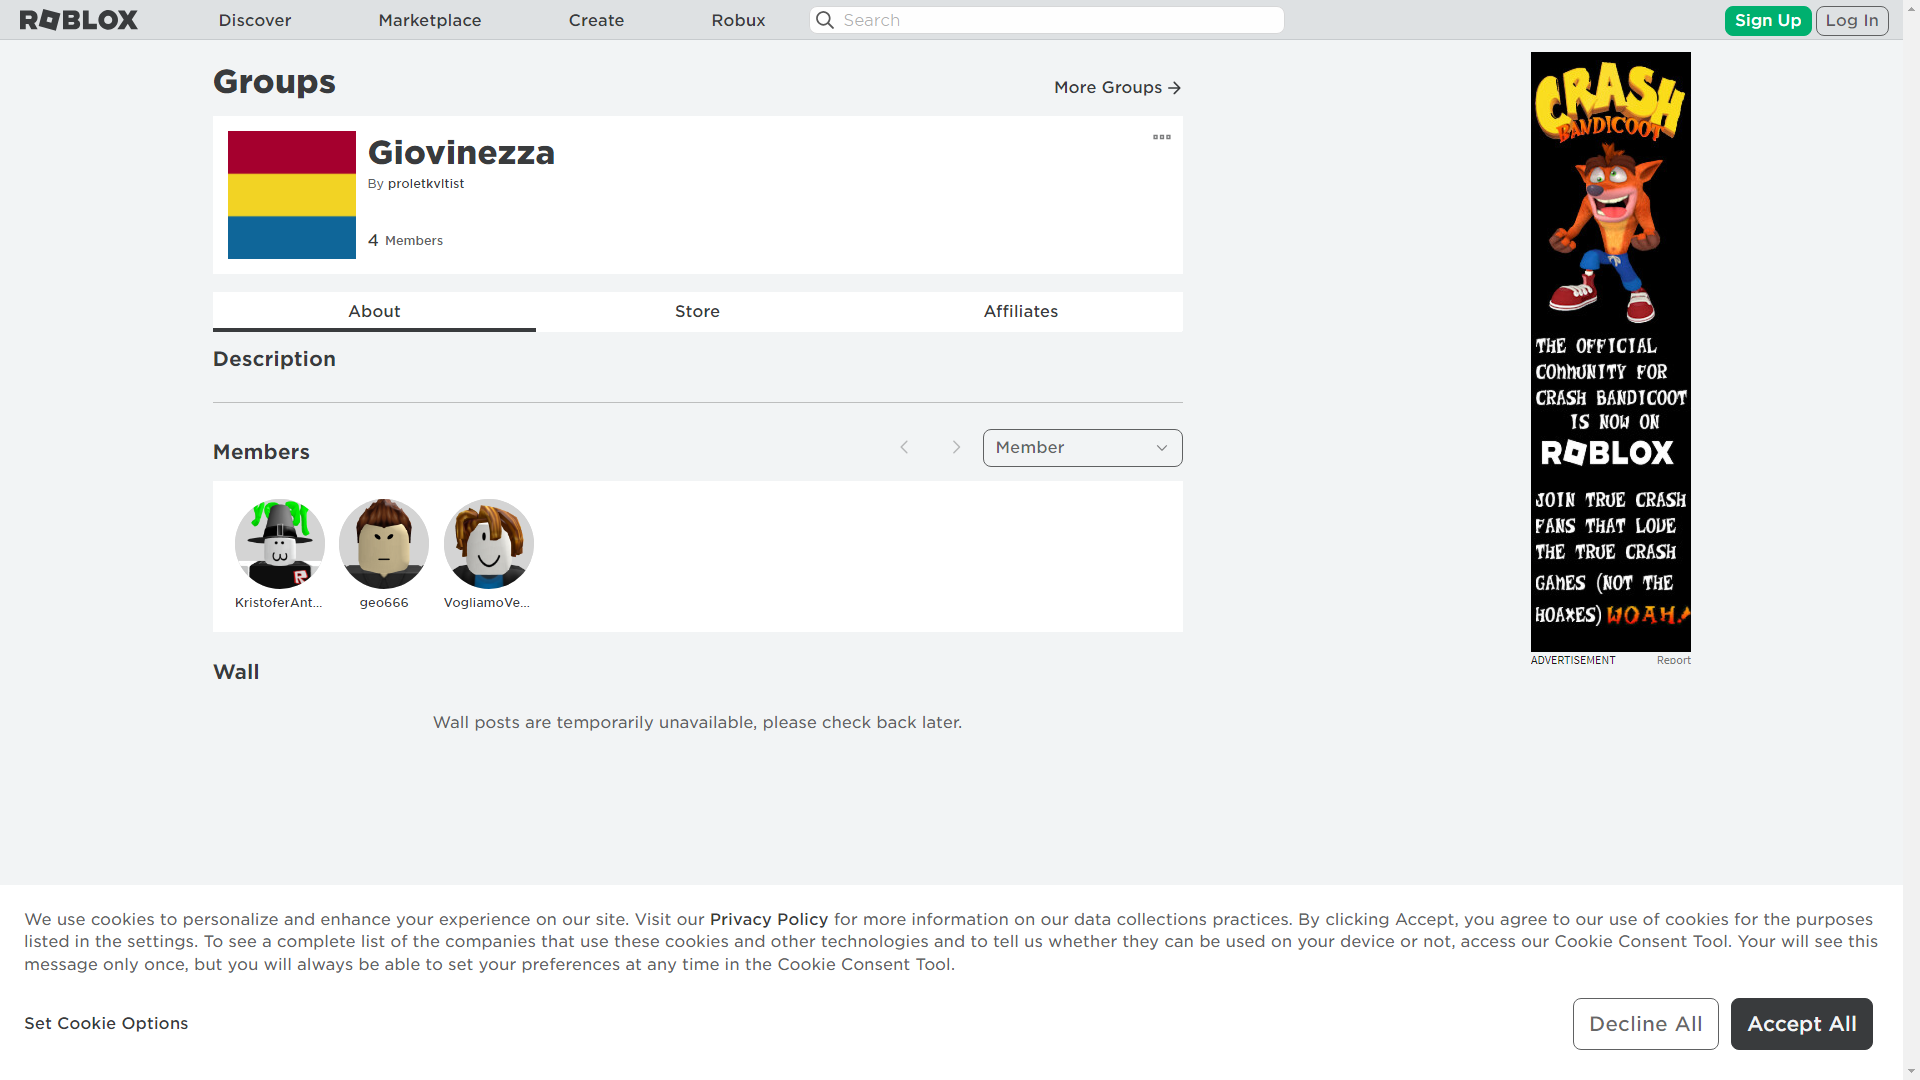 ROBLOX
Discover
Marketplace
Create
Robux
Search
Sign Up
Log In
Groups
More Groups
Giovinezza
By proletkvltist
4 Members
About
Store
Affiliates
Description
Members
Member
KristoferAnt...
geo666
VogliamoVe...
Wall
Wall posts are temporarily unavailable, please check back later.
CRASH
BANDICOOT
THE OFFICIAL
COMMUNITY FOR
CRASH BANDICOOT
IS NOW ON
ROBLOX
JOIN TRUE CRASH
FANS THAT LOVE
THE TRUE CRASH
GAMES (NOT THE
HOAXES) WOAH!
ADVERTISEMENT
Report
We use cookies to personalize and enhance your experience on our site. Visit our Privacy Policy for more information on our data collections practices. By clicking Accept, you agree to our use of cookies for the purposes
listed in the settings. To see a complete list of the companies that use these cookies and other technologies and to tell us whether they can be used on your device or not, access our Cookie Consent Tool. Your will see this
message only once, but you will always be able to set your preferences at any time in the Cookie Consent Tool.
Set Cookie Options
Decline All
Accept All